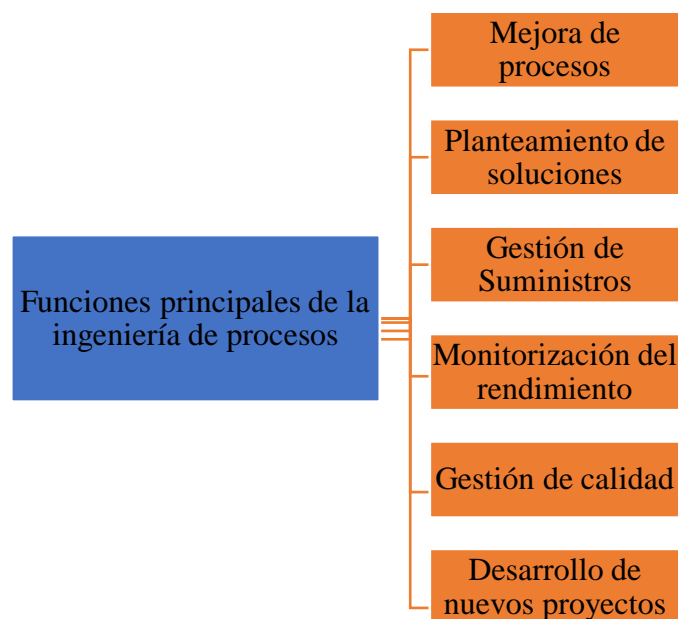 Mejora de
procesos
Planteamiento de
soluciones
Gestión de
Suministros
Funciones principales de la
ingeniería de procesos
Monitorización del
rendimiento
Gestión de calidad
Desarrollo de
nuevos proyectos